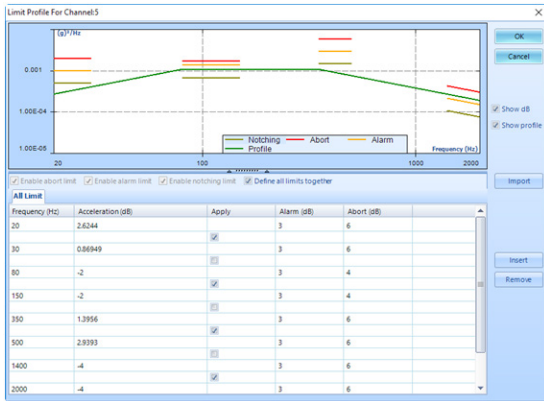 Limit Profile For Channel:5
(g)²/Hz
0.001
1.00E-04
1.00E-05
Notching Abort Alarm
Profile
Frequency (Hz)
20 100 1000 2000
OK
Cancel
Show dB
Show profile
Enable abort limit Enable alarm limit Enable notching limit Define all limits together
Import
All Limit
Frequency (Hz) Acceleration (dB) Apply Alarm (dB) Abort (dB)
20 2.6244 3 6
30 0.86949 3 6
80 -2 3 4
150 -2 3 4
350 1.3956 3 6
500 2.9393 3 6
1400 -4 3 6
2000 -4 3 6
Insert
Remove